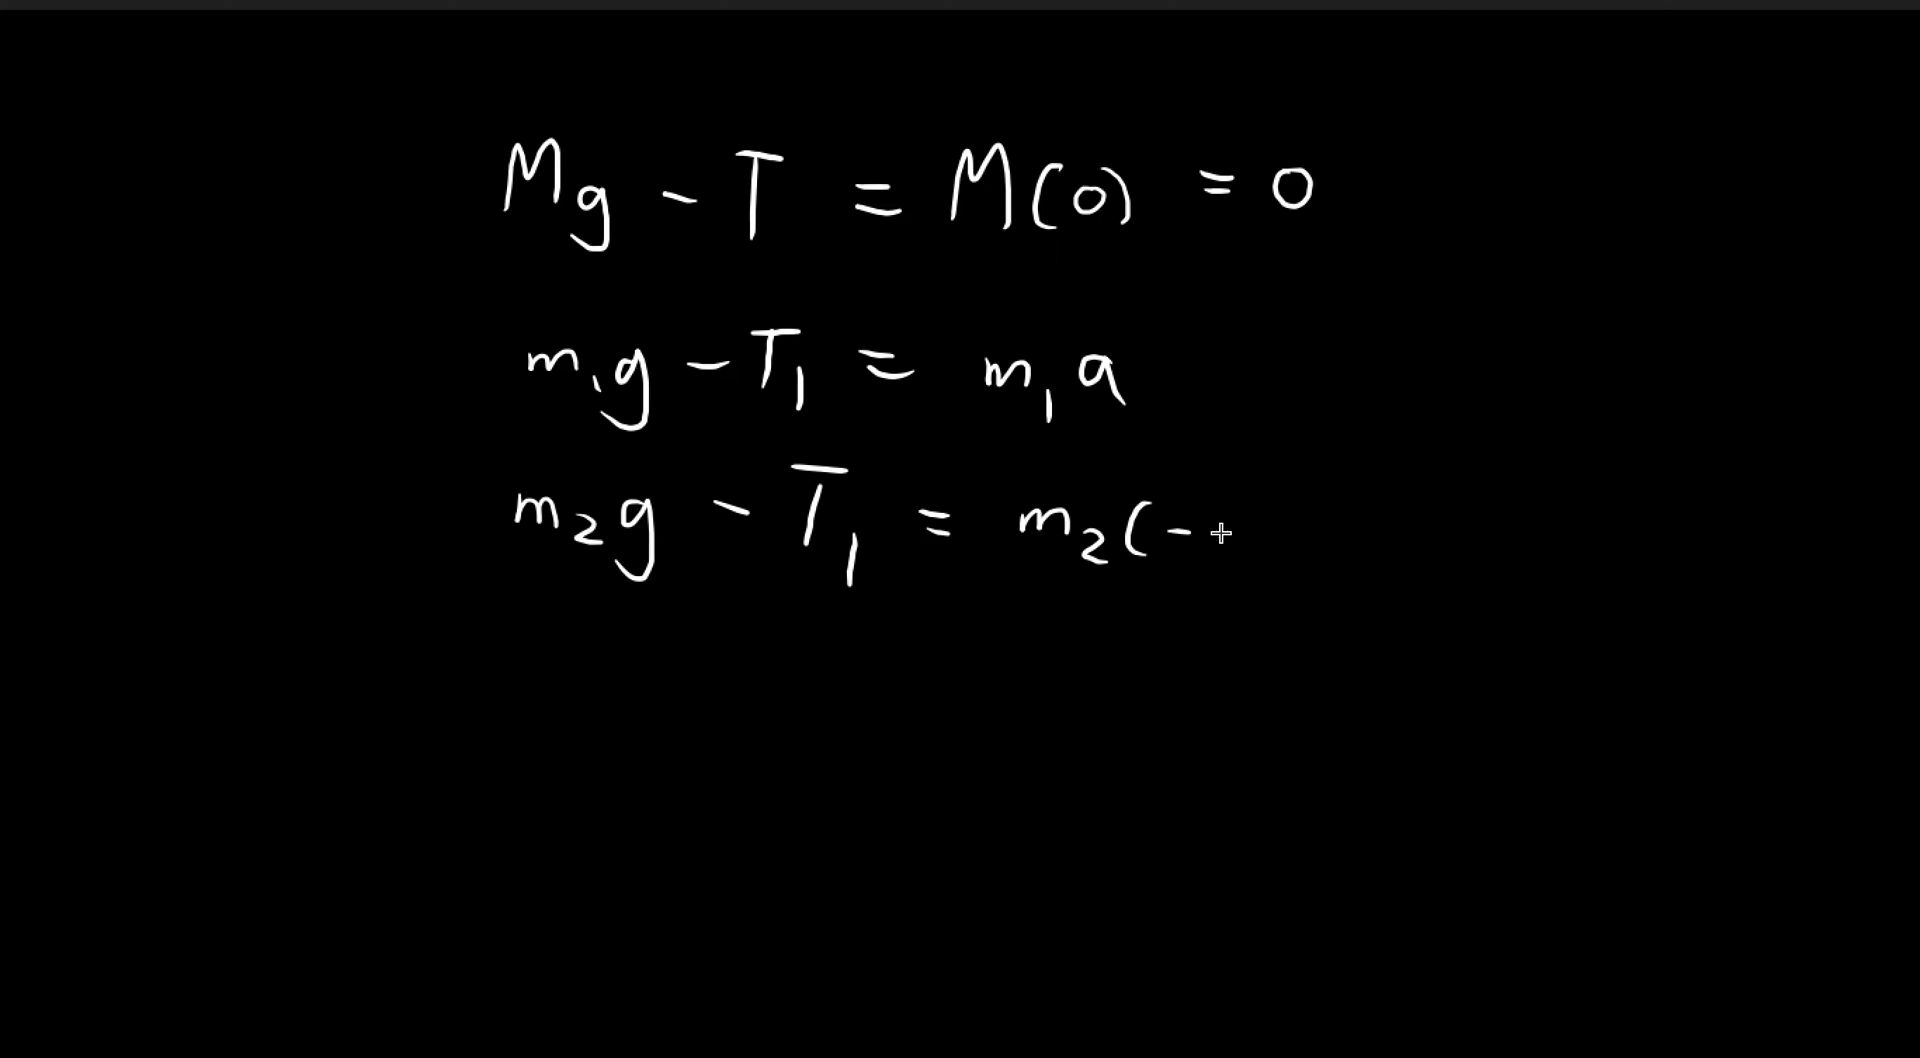 Mg - T = M(0) = 0
m₁g - T₁ = m₁a
m₂g - T₁ = m₂(-